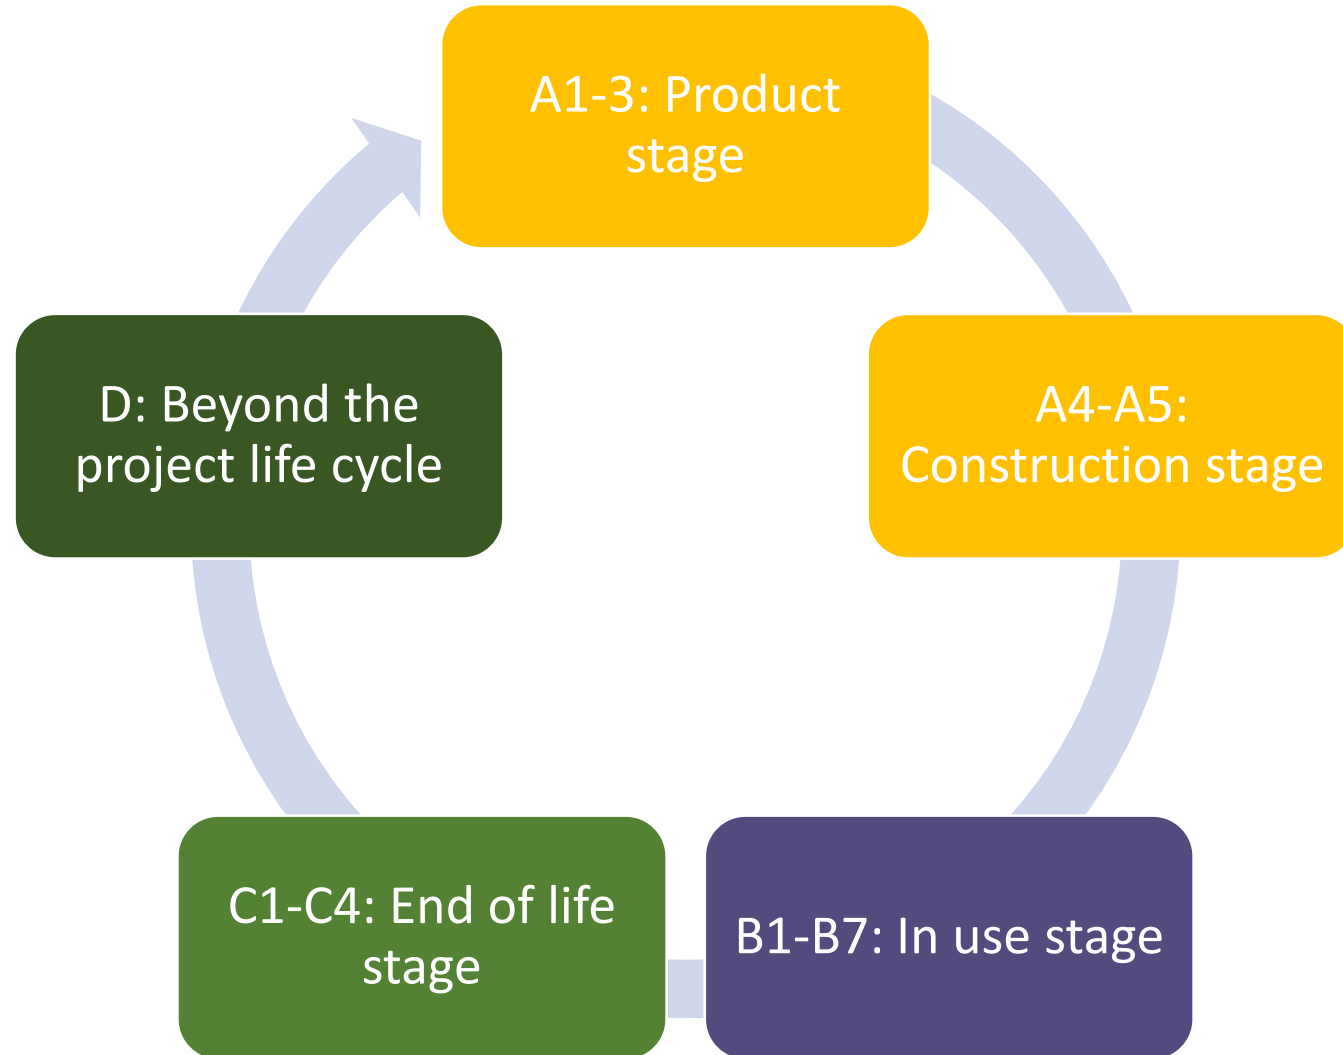 A1-3: Product
stage
A4-A5:
Construction stage
B1-B7: In use stage
C1-C4: End of life
stage
D: Beyond the
project life cycle